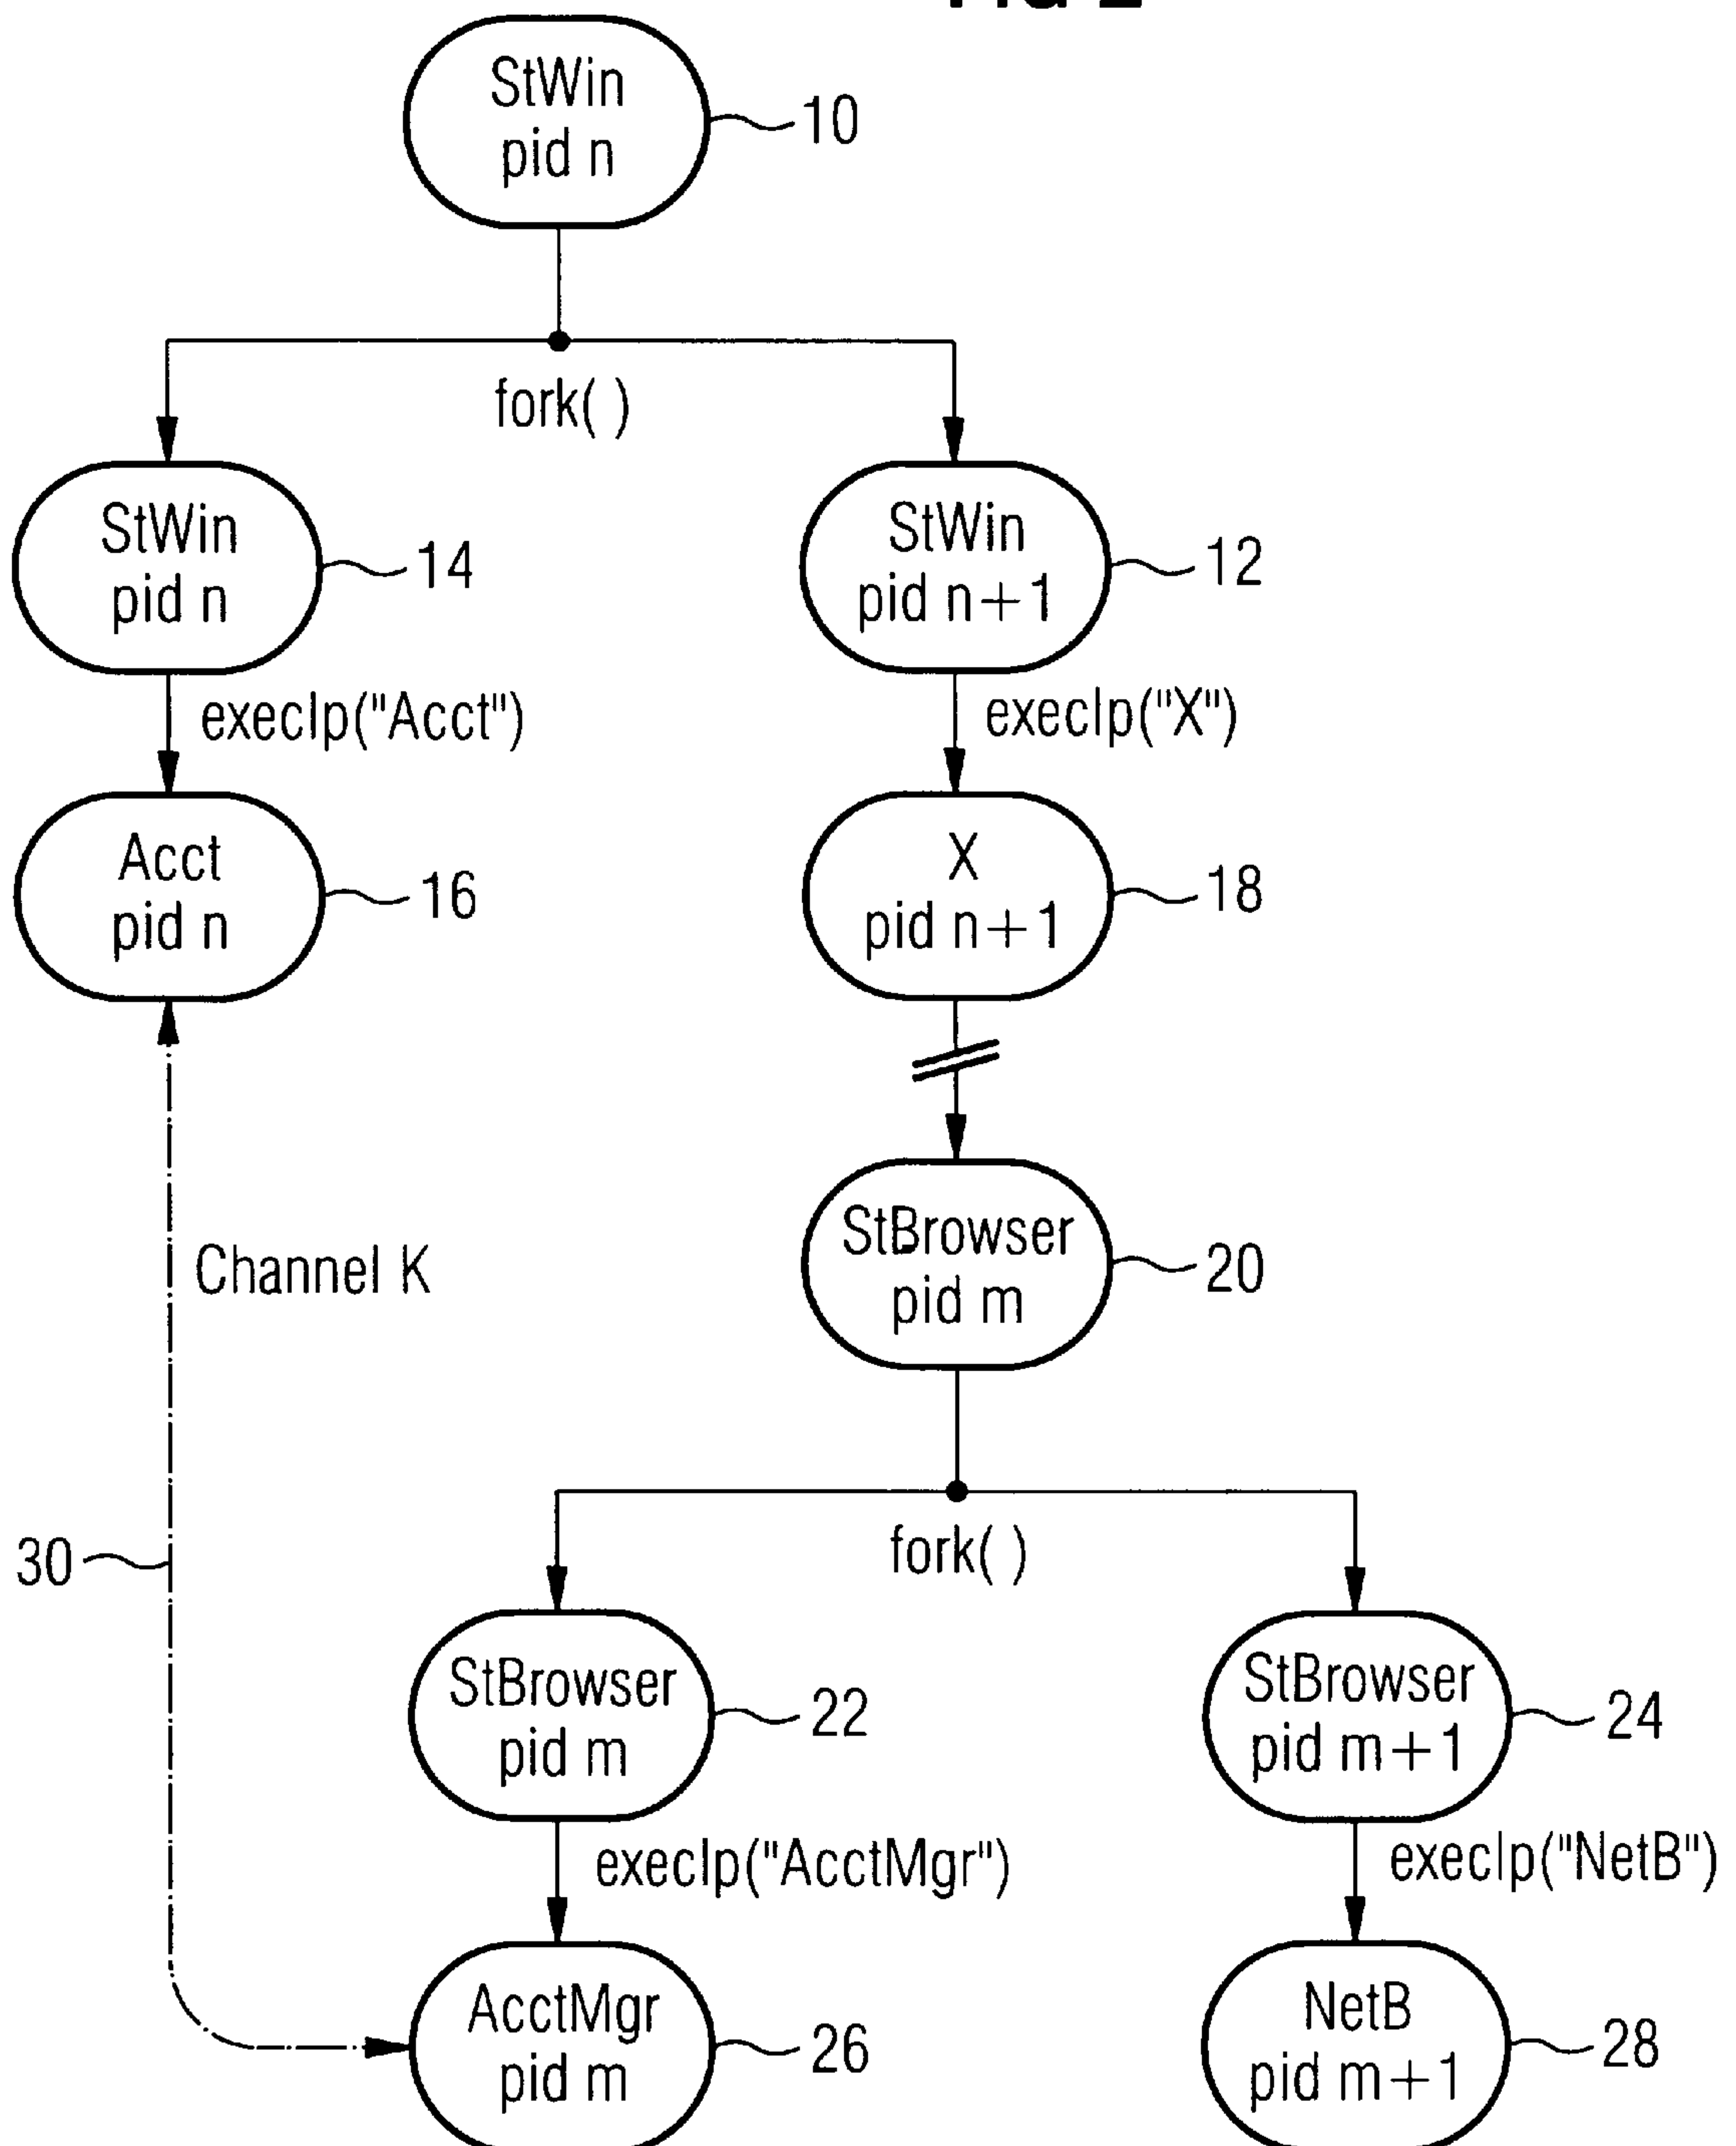 StWin
pid n
10
fork( )
StWin
pid n
14
StWin
pid n+1
12
execlp("Acct")
execlp("X")
Acct
pid n
16
X
pid n+1
18
Channel K
StBrowser
pid m
20
30
fork( )
StBrowser
pid m
22
StBrowser
pid m+1
24
execlp("AcctMgr")
execlp("NetB")
AcctMgr
pid m
26
NetB
pid m+1
28